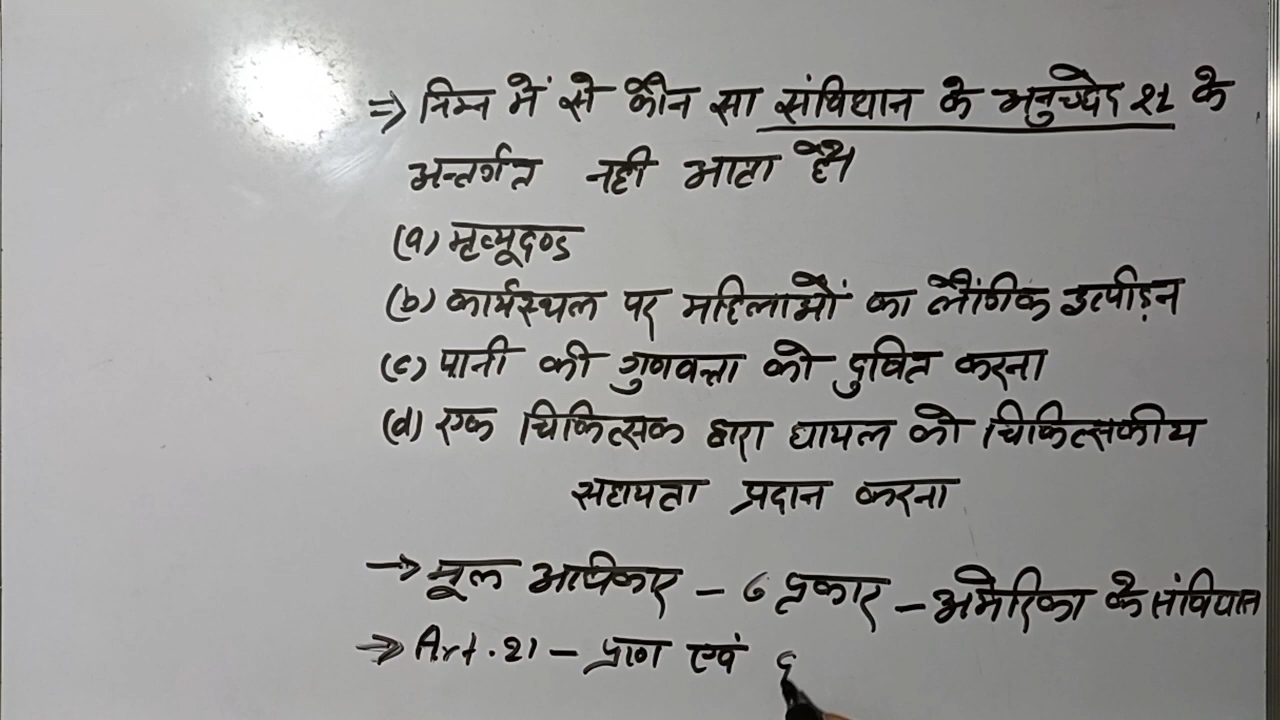 ⇒ निम्न में से कौन सा संविधान के अनुच्छेद 21 के
अन्तर्गत नही आता है।
(a) मृत्यूदण्ड
(b) कार्यस्थल पर महिलाओं का लैंगिक उत्पीड़न
(c) पानी की गुणवत्ता को दुषित करना
(d) एक चिकित्सक द्वारा घायल को चिकित्सकीय
सहायता प्रदान करना
→ मूल अधिकार - 6 प्रकार - अमेरिका के संविधान
⇒ Art. 21 - प्राण एवं